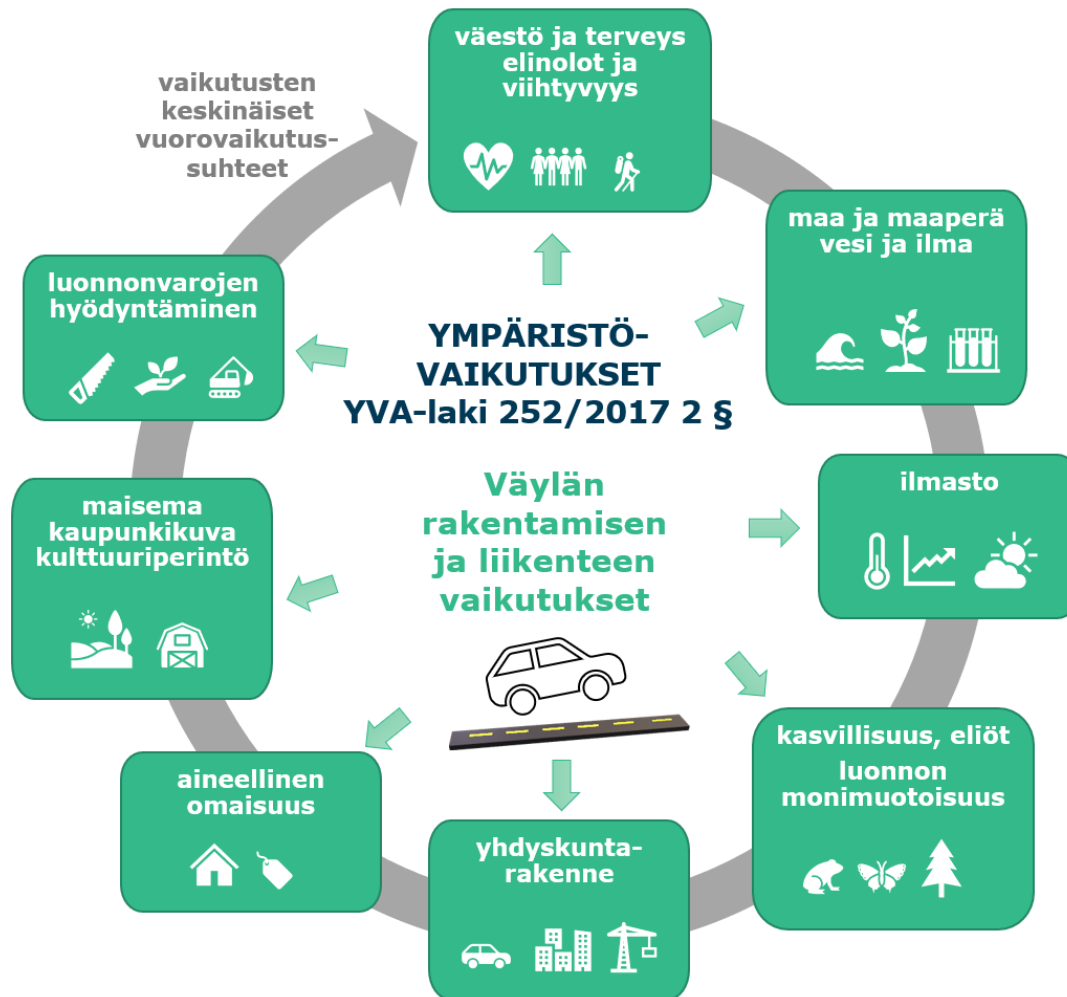 väestö ja terveys
elinolot ja
viihtyvyys
vaikutusten
keskinäiset
vuorovaikutus-
suhteet
maa ja maaperä
vesi ja ilma
luonnonvarojen
hyödyntäminen
YMPÄRISTÖ-
VAIKUTUKSET
YVA-laki 252/2017 2 §
ilmasto
Väylän
rakentamisen
ja liikenteen
vaikutukset
maisema
kaupunkikuva
kulttuuriperintö
kasvillisuus, eliöt
luonnon
monimuotoisuus
aineellinen
omaisuus
yhdyskunta-
rakenne